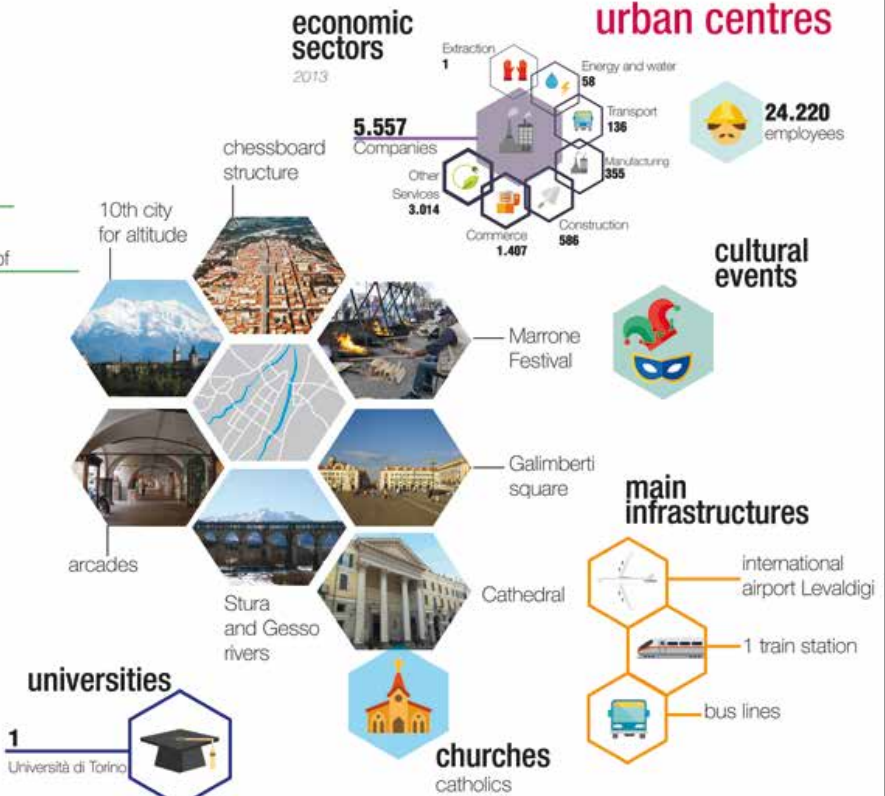 urban centres
economic
sectors
2013
Extraction
1
Energy and water
58
Transport
136
Manufacturing
355
Construction
586
Commerce
1.407
Other
Services
3.014
5.557
Companies
24.220
employees
chessboard
structure
10th city
for altitude
of
Marrone
Festival
cultural
events
Galimberti
square
arcades
Stura
and Gesso
rivers
Cathedral
main
infrastructures
international
airport Levaldigi
1 train station
bus lines
universities
1
Università di Torino
churches
catholics